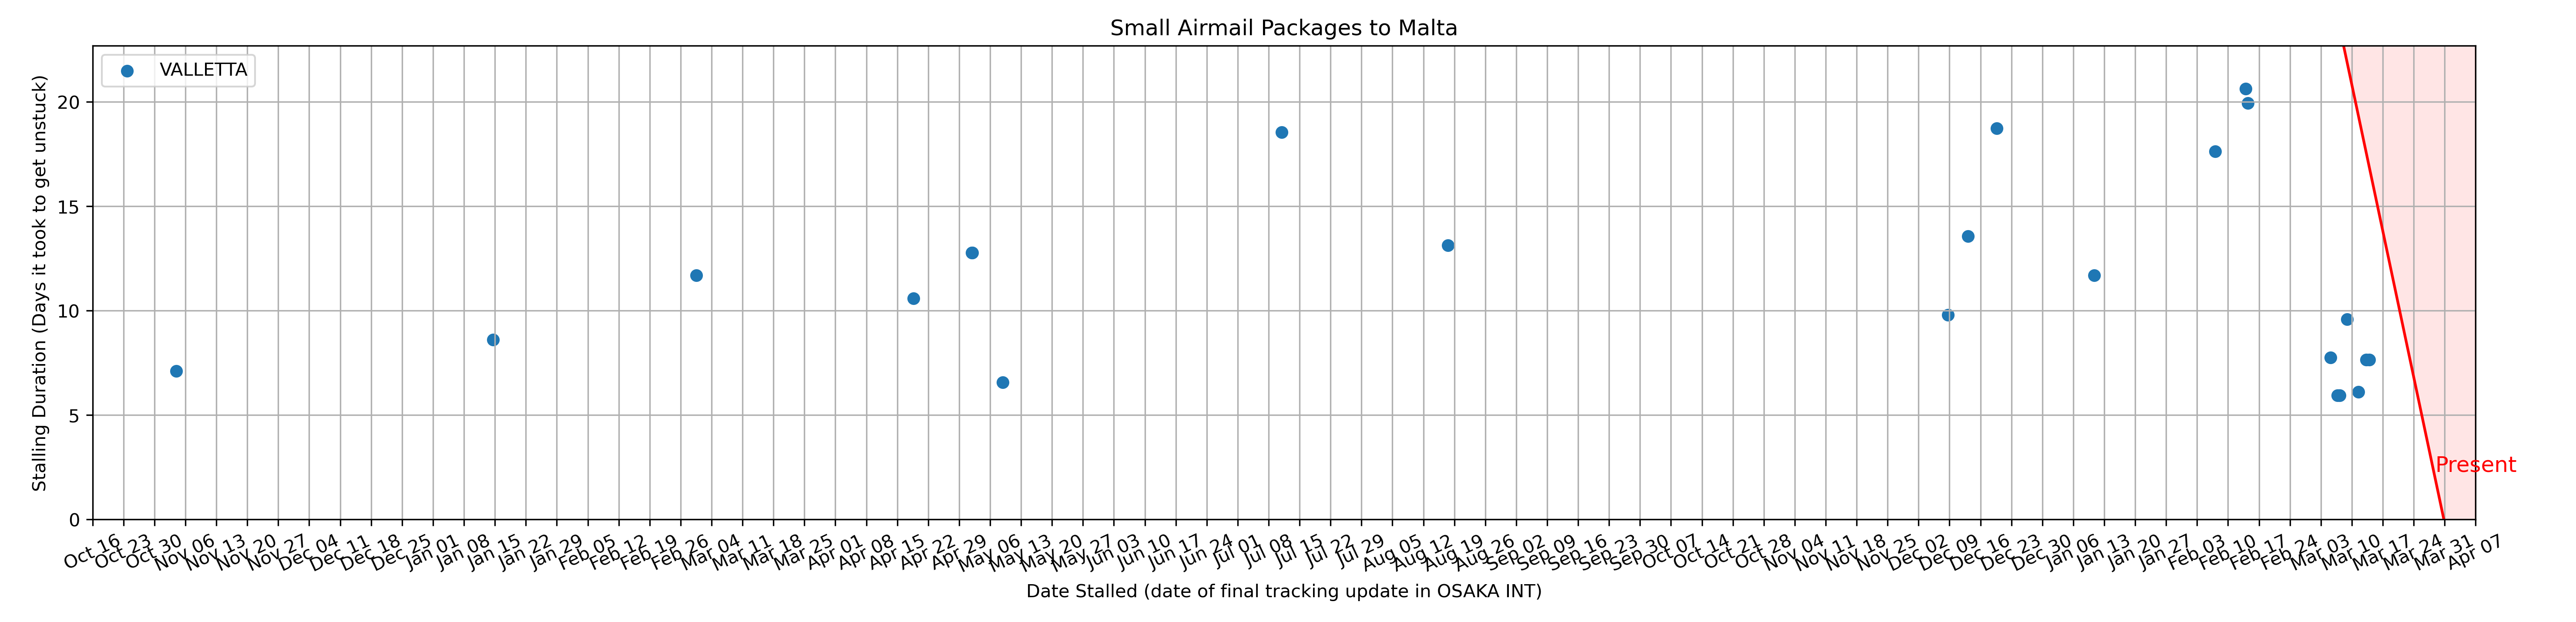 Small Airmail Packages to Malta
VALLETTA
Stalling Duration (Days it took to get unstuck)
20
15
10
5
0
Present
Oct 16
Oct 23
Oct 30
Nov 06
Nov 13
Nov 20
Nov 27
Dec 04
Dec 11
Dec 18
Dec 25
Jan 01
Jan 08
Jan 15
Jan 22
Jan 29
Feb 05
Feb 12
Feb 19
Feb 26
Mar 04
Mar 11
Mar 18
Mar 25
Apr 01
Apr 08
Apr 15
Apr 22
Apr 29
May 06
May 13
May 20
May 27
Jun 03
Jun 10
Jun 17
Jun 24
Jul 01
Jul 08
Jul 15
Jul 22
Jul 29
Aug 05
Aug 12
Aug 19
Aug 26
Sep 02
Sep 09
Sep 16
Sep 23
Sep 30
Oct 07
Oct 14
Oct 21
Oct 28
Nov 04
Nov 11
Nov 18
Nov 25
Dec 02
Dec 09
Dec 16
Dec 23
Dec 30
Jan 06
Jan 13
Jan 20
Jan 27
Feb 03
Feb 10
Feb 17
Feb 24
Mar 03
Mar 10
Mar 17
Mar 24
Mar 31
Apr 07
Date Stalled (date of final tracking update in OSAKA INT)